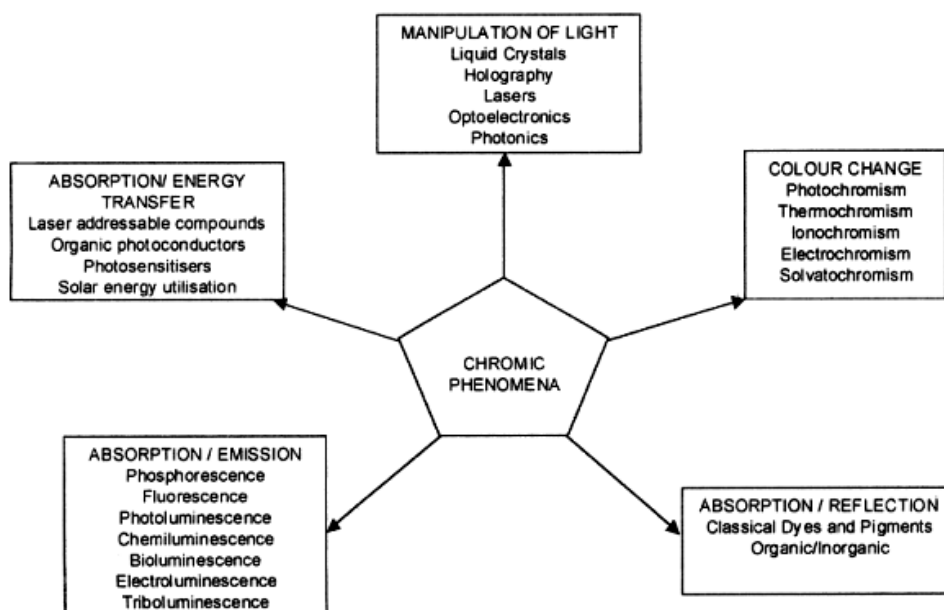 MANIPULATION OF LIGHT
Liquid Crystals
Holography
Lasers
Optoelectronics
Photonics
ABSORPTION/ ENERGY
TRANSFER
Laser addressable compounds
Organic photoconductors
Photosensitisers
Solar energy utilisation
COLOUR CHANGE
Photochromism
Thermochromism
Ionochromism
Electrochromism
Solvatochromism
CHROMIC
PHENOMENA
ABSORPTION / EMISSION
Phosphorescence
Fluorescence
Photoluminescence
Chemiluminescence
Bioluminescence
Electroluminescence
Triboluminescence
ABSORPTION / REFLECTION
Classical Dyes and Pigments
Organic/Inorganic